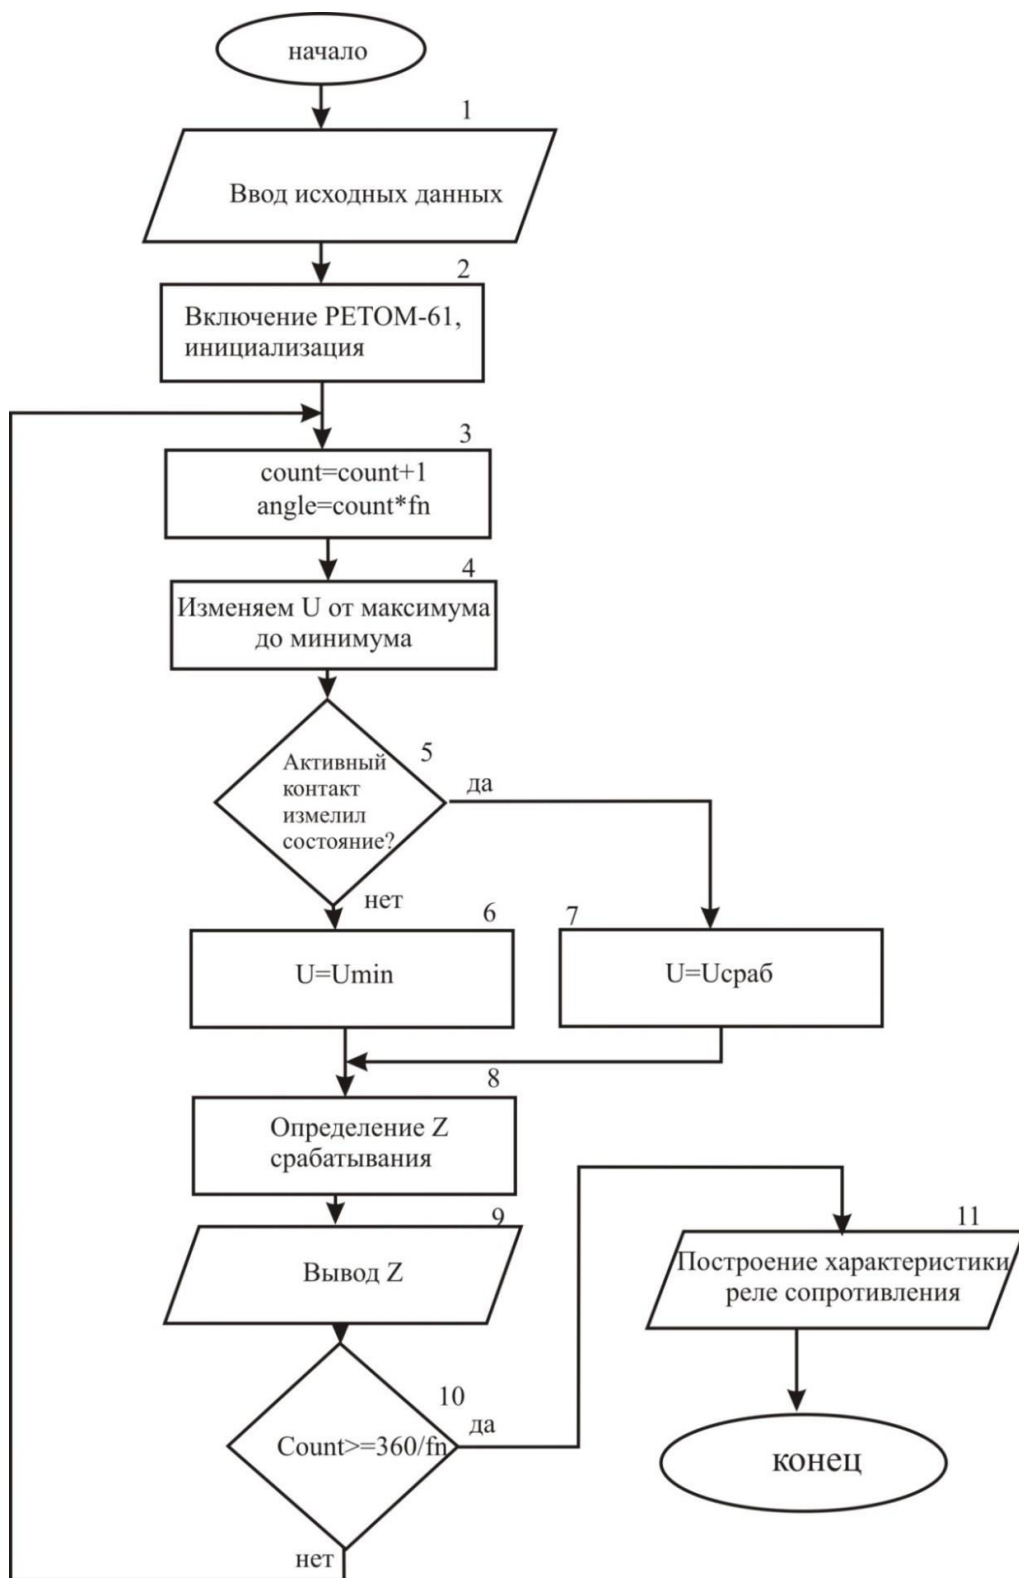 начало
1
Ввод исходных данных
2
Включение РЕТОМ-61,
инициализация
3
count=count+1
angle=count*fn
4
Изменяем U от максимума
до минимума
5
Активный
контакт
измелил
состояние?
да
нет
6
U=Umin
7
U=Uсраб
8
Определение Z
срабатывания
9
Вывод Z
10
Count>=360/fn
да
нет
11
Построение характеристики
реле сопротивления
конец